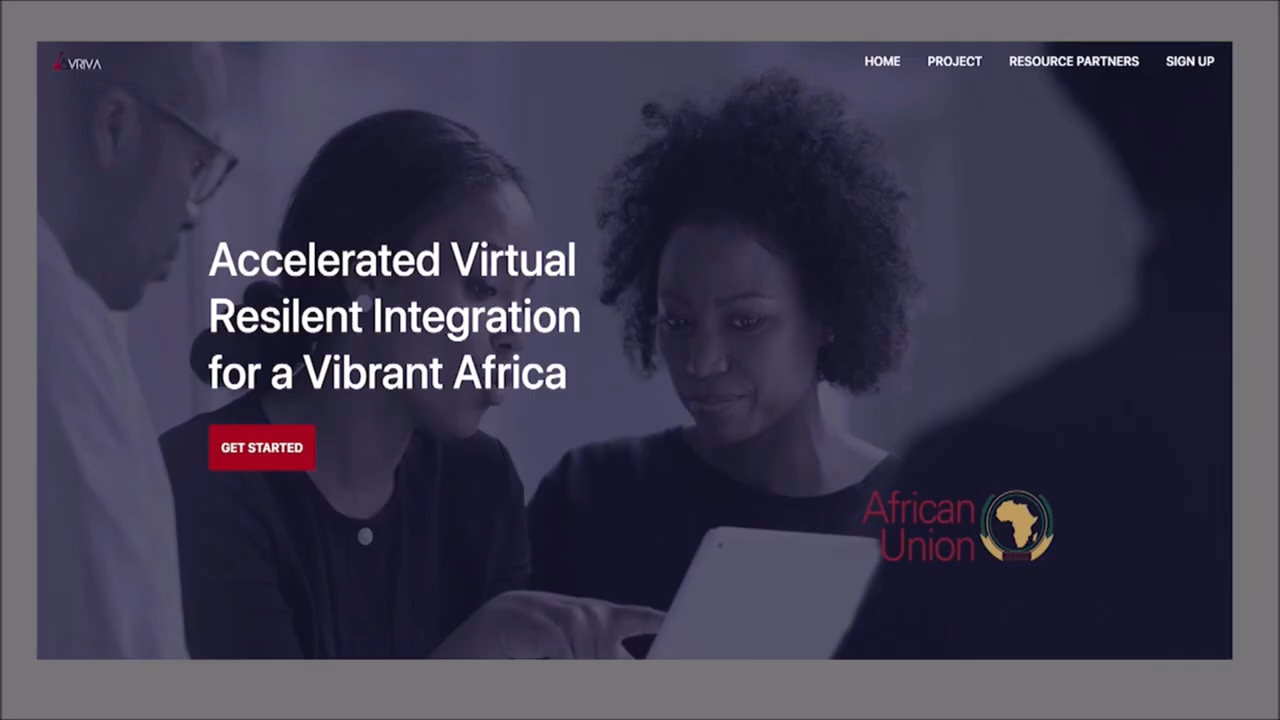 VRIVA
HOME PROJECT RESOURCE PARTNERS SIGN UP
Accelerated Virtual
Resilent Integration
for a Vibrant Africa
GET STARTED
African
Union